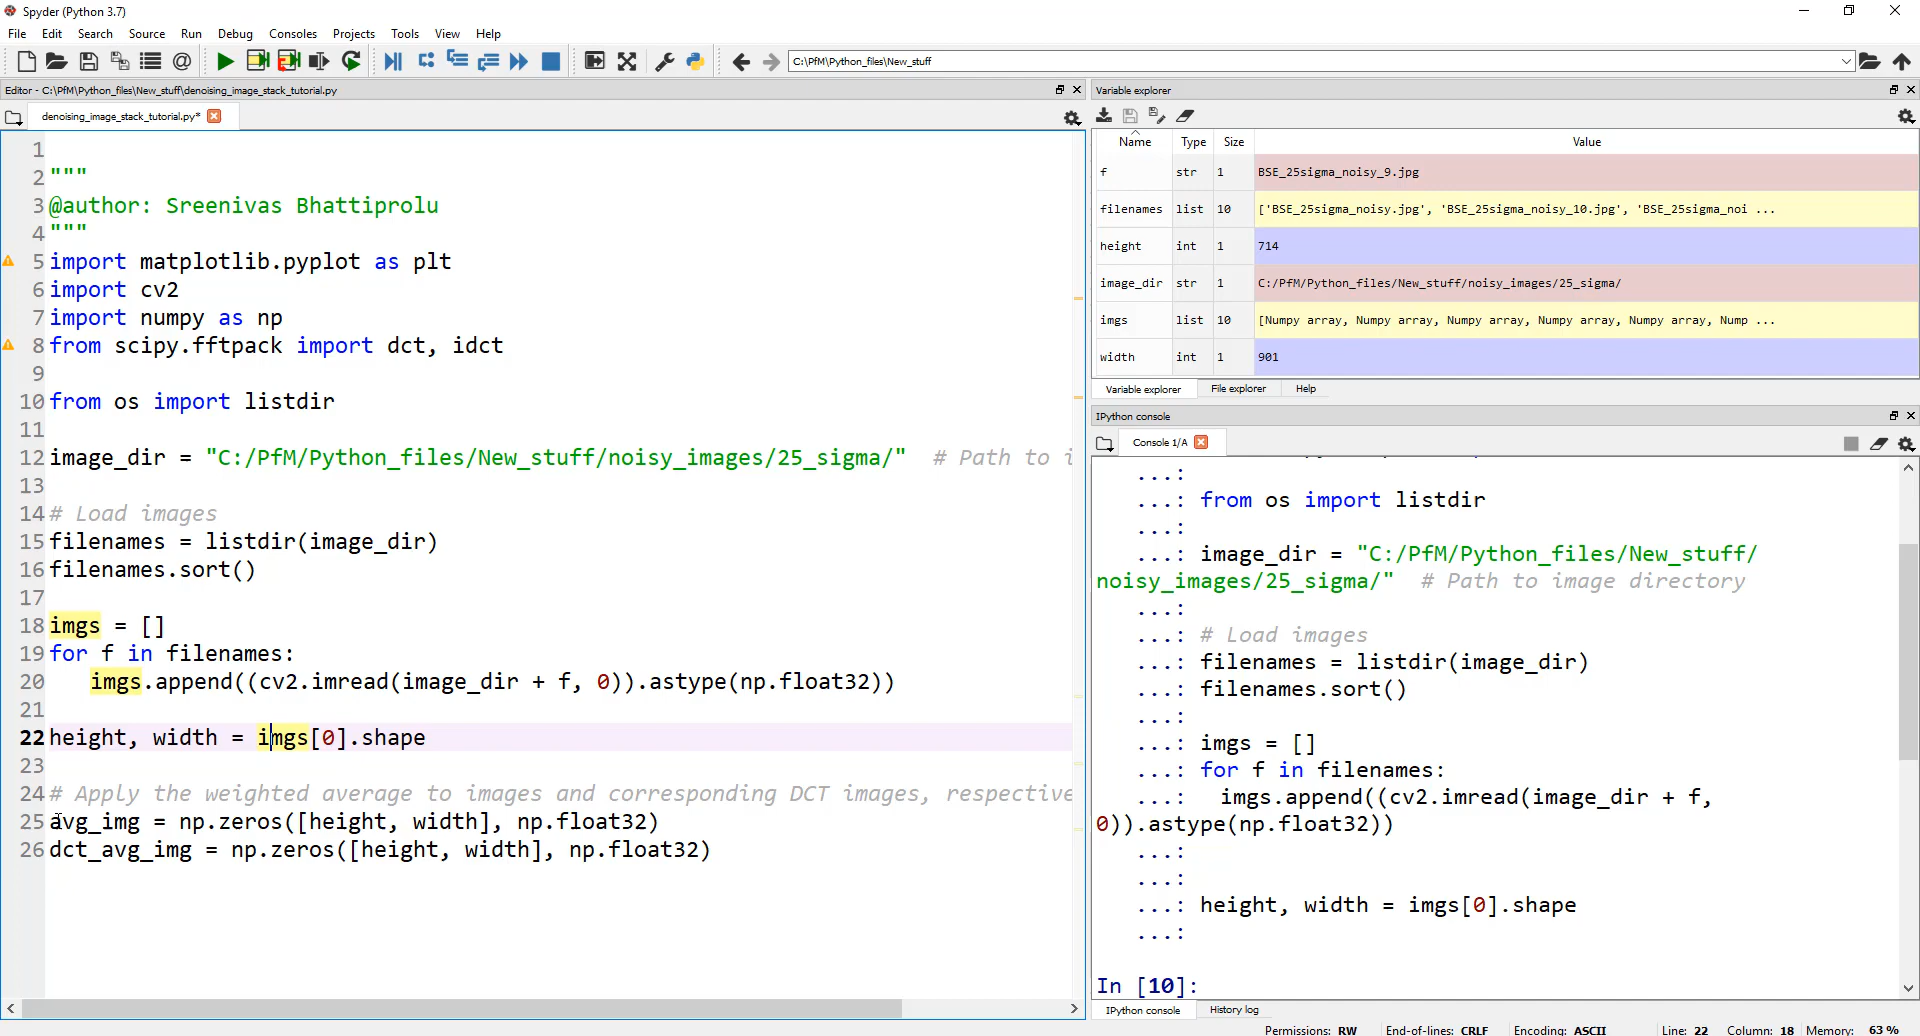 Spyder (Python 3.7)
File Edit Search Source Run Debug Consoles Projects Tools View Help
C:\PfM\Python_files\New_stuff
Editor - C:\PfM\Python_files\New_stuff\denoising_image_stack_tutorial.py
denoising_image_stack_tutorial.py*
1
2 """
3 @author: Sreenivas Bhattiprolu
4 """
5 import matplotlib.pyplot as plt
6 import cv2
7 import numpy as np
8 from scipy.fftpack import dct, idct
9
10 from os import listdir
11
12 image_dir = "C:/PfM/Python_files/New_stuff/noisy_images/25_sigma/"  # Path to i
13
14 # Load images
15 filenames = listdir(image_dir)
16 filenames.sort()
17
18 imgs = []
19 for f in filenames:
20    imgs.append((cv2.imread(image_dir + f, 0)).astype(np.float32))
21
22 height, width = imgs[0].shape
23
24 # Apply the weighted average to images and corresponding DCT images, respective
25 avg_img = np.zeros([height, width], np.float32)
26 dct_avg_img = np.zeros([height, width], np.float32)
Variable explorer
Name Type Size Value
f str 1 BSE_25sigma_noisy_9.jpg
filenames list 10 ['BSE_25sigma_noisy.jpg', 'BSE_25sigma_noisy_10.jpg', 'BSE_25sigma_noi ...
height int 1 714
image_dir str 1 C:/PfM/Python_files/New_stuff/noisy_images/25_sigma/
imgs list 10 [Numpy array, Numpy array, Numpy array, Numpy array, Numpy array, Nump ...
width int 1 901
Variable explorer File explorer Help
IPython console
Console 1/A
...:
...: from os import listdir
...:
...: image_dir = "C:/PfM/Python_files/New_stuff/
noisy_images/25_sigma/"  # Path to image directory
...:
...: # Load images
...: filenames = listdir(image_dir)
...: filenames.sort()
...:
...: imgs = []
...: for f in filenames:
...:    imgs.append((cv2.imread(image_dir + f,
0)).astype(np.float32))
...:
...:
...: height, width = imgs[0].shape
...:
In [10]:
IPython console History log
Permissions: RW End-of-lines: CRLF Encoding: ASCII Line: 22 Column: 18 Memory: 63 %